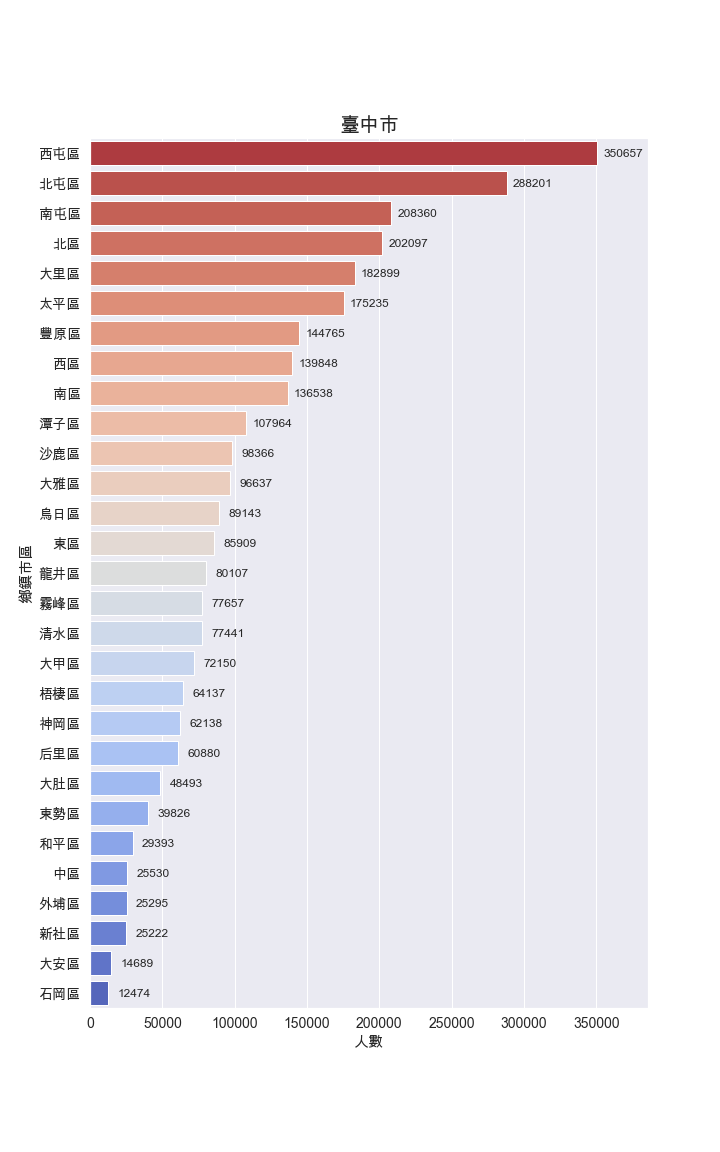 臺中市
西屯區 350657
北屯區 288201
南屯區 208360
北區 202097
大里區 182899
太平區 175235
豐原區 144765
西區 139848
南區 136538
潭子區 107964
沙鹿區 98366
大雅區 96637
烏日區 89143
東區 85909
龍井區 80107
霧峰區 77657
清水區 77441
大甲區 72150
梧棲區 64137
神岡區 62138
后里區 60880
大肚區 48493
東勢區 39826
和平區 29393
中區 25530
外埔區 25295
新社區 25222
大安區 14689
石岡區 12474
鄉鎮市區
0 50000 100000 150000 200000 250000 300000 350000
人數